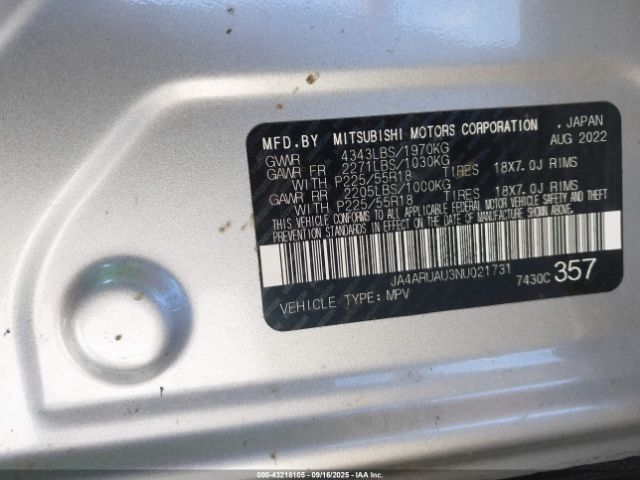 MFD.BY MITSUBISHI MOTORS CORPORATION , JAPAN
GVWR 4343LBS/1970KG AUG 2022
GAWR FR 2271LBS/1030KG
WITH P225/55R18 TIRES 18X7.0J RIMS
GAWR RR 2205LBS/1000KG
WITH P225/55R18 TIRES 18X7.0J RIMS
THIS VEHICLE CONFORMS TO ALL APPLICABLE FEDERAL MOTOR VEHICLE SAFETY AND THEFT
PREVENTION STANDARDS IN EFFECT ON THE DATE OF MANUFACTURE SHOWN ABOVE.
JA4ARUAU3NU021731
7430C 357
VEHICLE TYPE: MPV
000-43218105 - 09/16/2025 - IAA Inc.